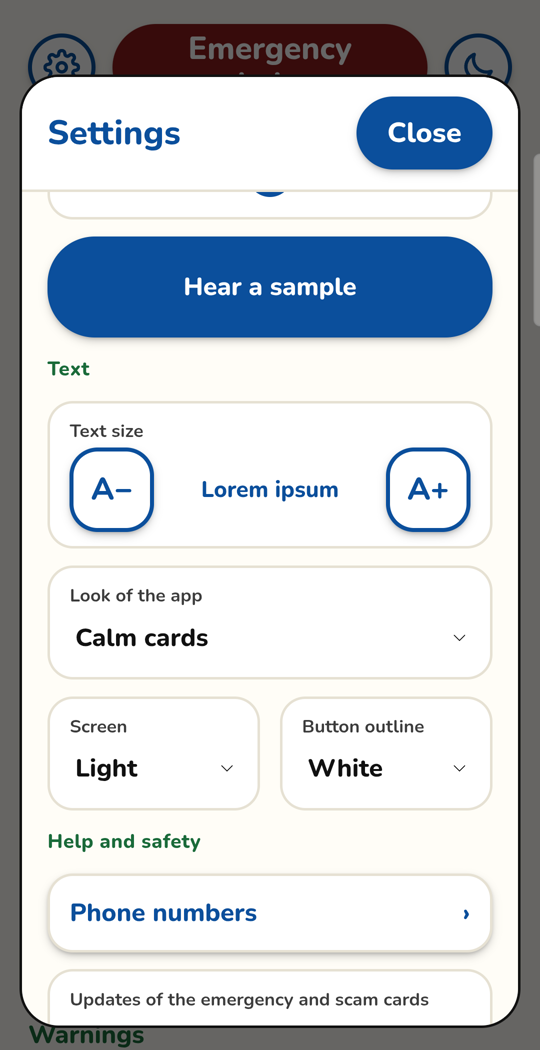 Emergency
Settings
Close
Hear a sample
Text
Text size
A−
Lorem ipsum
A+
Look of the app
Calm cards
Screen
Button outline
Light
White
Help and safety
Phone numbers
›
Updates of the emergency and scam cards
Warnings